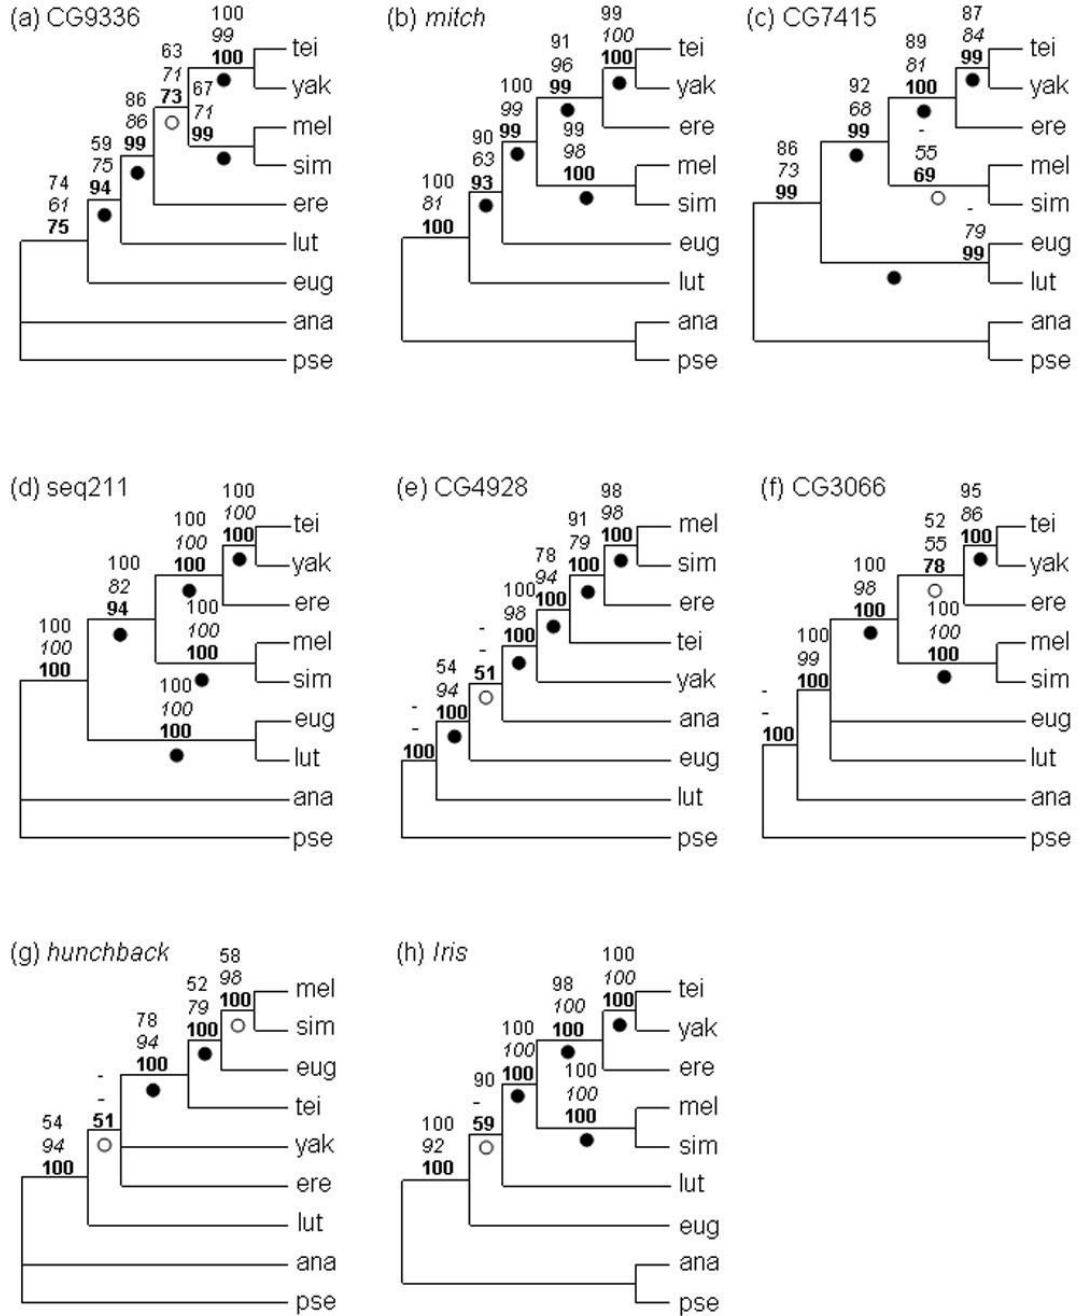 (a) CG9336
100
99
100
63
71
73
67
71
99
86
86
99
59
75
94
74
61
75
tei
yak
mel
sim
ere
lut
eug
ana
pse
(b) mitch
99
100
100
91
96
99
99
98
100
100
99
99
90
63
93
100
81
100
tei
yak
ere
mel
sim
eug
lut
ana
pse
(c) CG7415
87
84
99
89
81
100
-
55
69
92
68
99
86
73
99
-
79
99
tei
yak
ere
mel
sim
eug
lut
ana
pse
(d) seq211
100
100
100
100
100
100
100
82
94
100
100
100
100
100
100
100
100
100
tei
yak
ere
mel
sim
eug
lut
ana
pse
(e) CG4928
98
98
100
91
79
100
78
94
100
100
98
100
-
-
51
54
94
100
-
-
100
mel
sim
ere
tei
yak
ana
eug
lut
pse
(f) CG3066
95
86
100
52
55
78
100
98
100
100
100
100
100
99
100
-
-
100
tei
yak
ere
mel
sim
eug
lut
ana
pse
(g) hunchback
58
98
100
52
79
100
78
94
100
-
-
51
54
94
100
mel
sim
eug
tei
yak
ere
lut
ana
pse
(h) Iris
100
100
100
98
100
100
100
100
100
100
100
100
90
-
59
100
92
100
tei
yak
ere
mel
sim
lut
eug
ana
pse